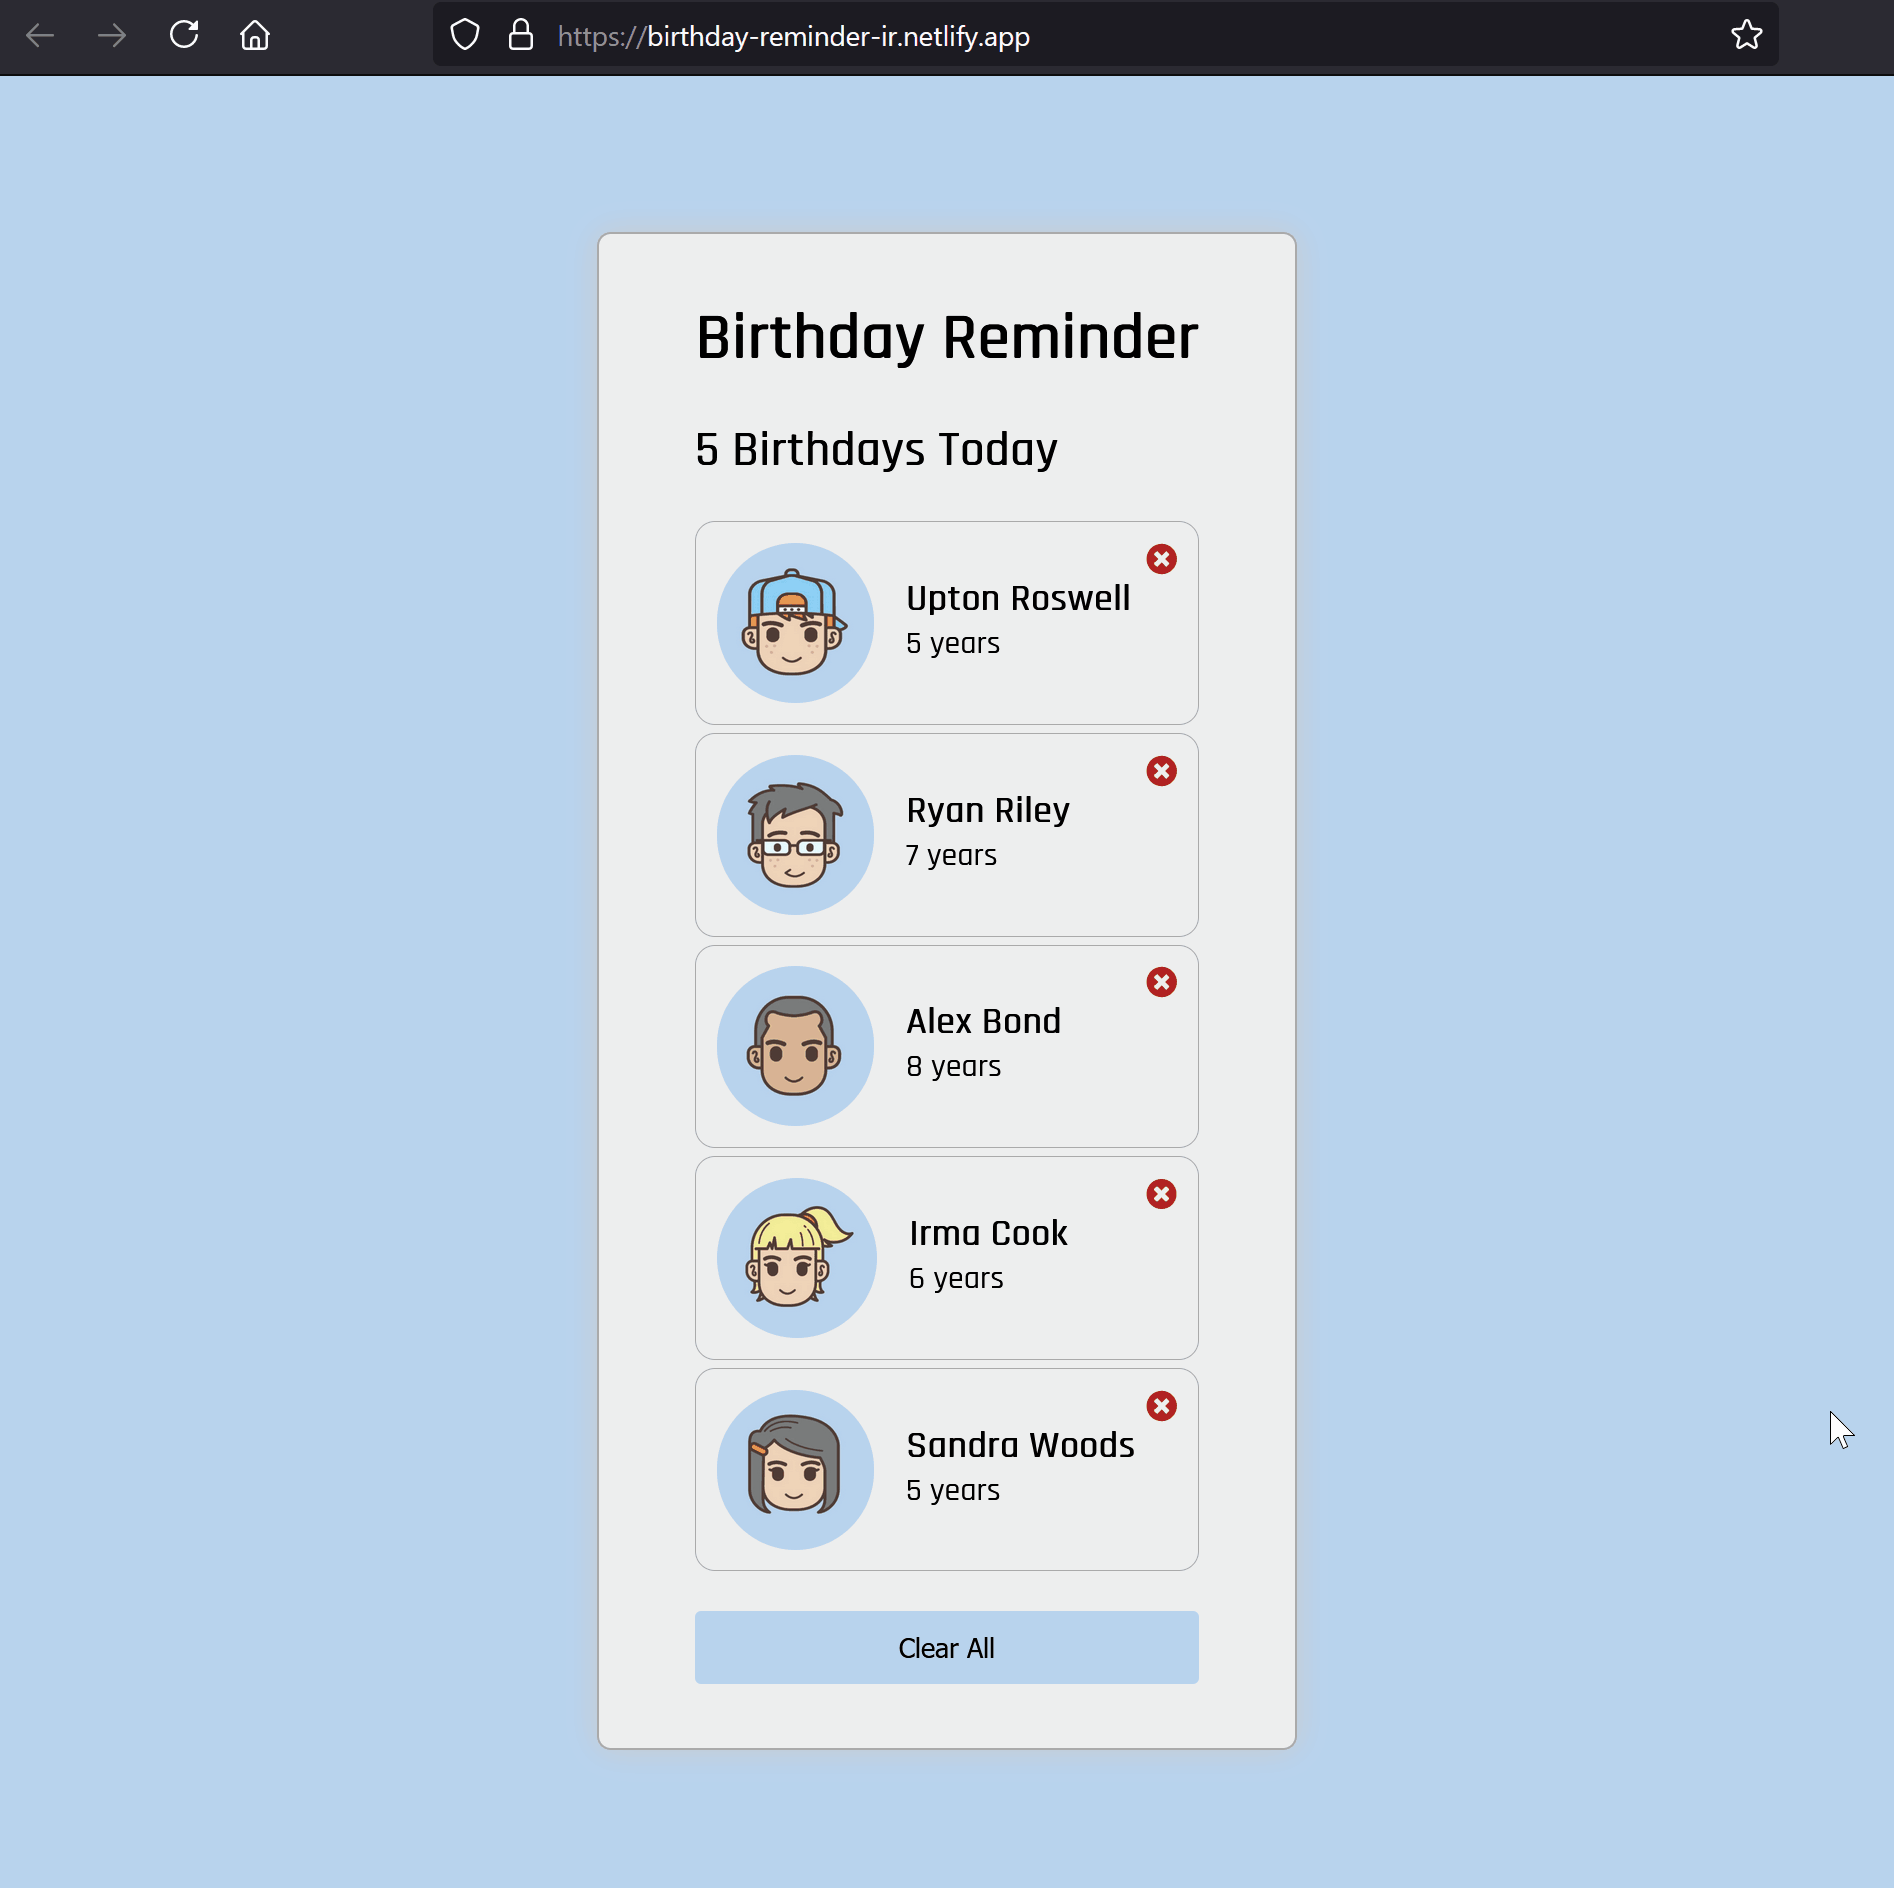 https://birthday-reminder-ir.netlify.app
Birthday Reminder
5 Birthdays Today
Upton Roswell
5 years
Ryan Riley
7 years
Alex Bond
8 years
Irma Cook
6 years
Sandra Woods
5 years
Clear All